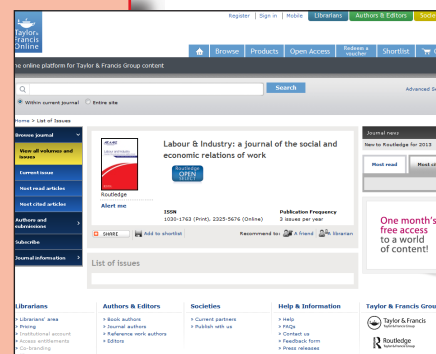 Register | Sign in | Mobile Librarians Authors & Editors
Taylor &
Francis
Online
Browse Products Open Access Redeem a voucher Shortlist
online platform for Taylor & Francis Group content
Search
Within current journal Entire site
Home > List of Issues
Browse journal
View all volumes and
issues
Current issue
Most read articles
Most cited articles
Authors and
submissions
Subscribe
Journal information
Labour & Industry: a journal of the social and
economic relations of work
Routledge
OPEN
SELECT
Routledge
Alert me
ISSN Publication Frequency
1030-1763 (Print), 2325-5676 (Online) 3 issues per year
SHARE Add to shortlist Recommend to: A friend A librarian
List of Issues
Journal news
New to Routledge for 2013
Most read
One month's
free access
to a world
of content!
Librarians Authors & Editors Societies Help & Information Taylor & Francis
> Librarians' area > Book authors > Current partners > Help Taylor & Francis
> Pricing > Journal authors > Publish with us > FAQs
> Institutional account > Reference work authors > Contact us
> Access entitlements > Editors > Feedback form Routledge
> Co-branding > Press releases